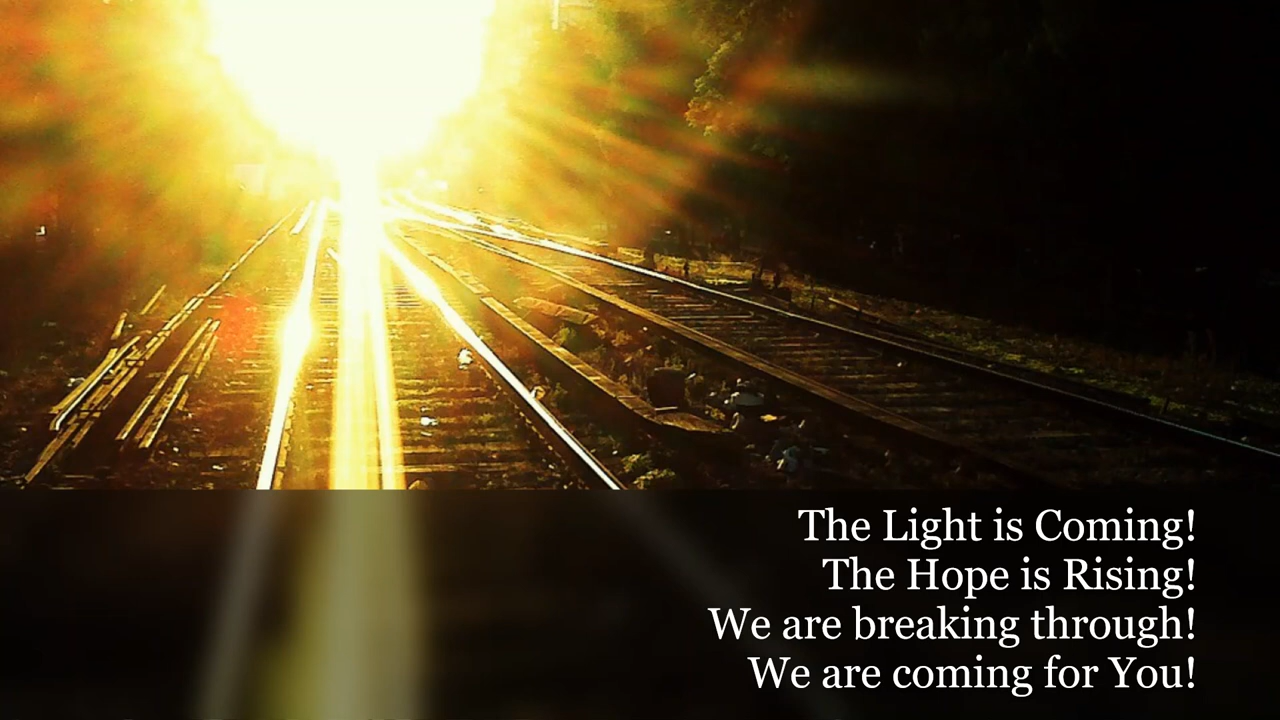 The Light is Coming!
The Hope is Rising!
We are breaking through!
We are coming for You!